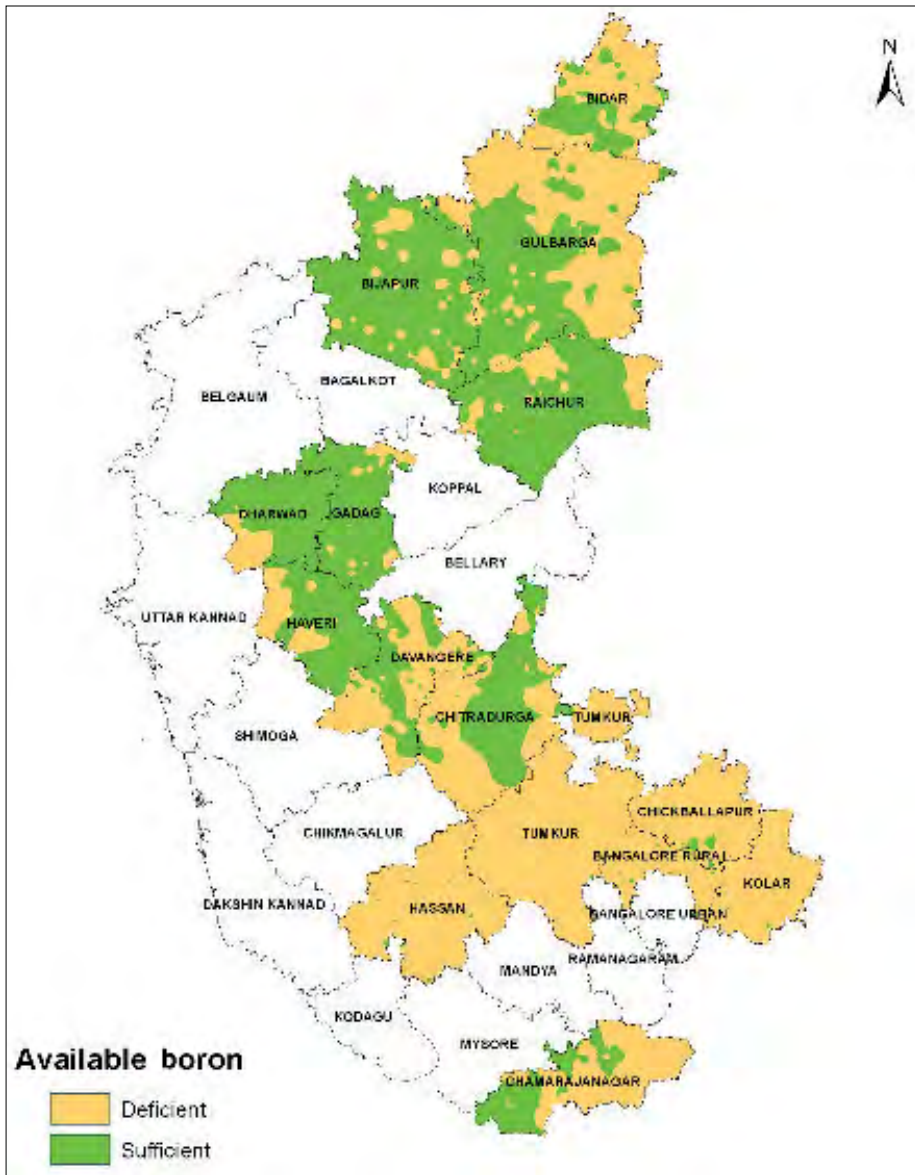 N
BIDAR
GULBARGA
BIJAPUR
BAGALKOT
BELGAUM
RAICHUR
KOPPAL
DHARWAD
GADAG
BELLARY
UTTAR KANNAD
HAVERI
DAVANGERE
CHITRADURGA
TUMKUR
SHIMOGA
CHICKBALLAPUR
CHIKMAGALUR
TUMKUR
BANGALORE RURAL
KOLAR
DAKSHIN KANNAD
HASSAN
BANGALORE URBAN
RAMANAGARAM
MANDYA
KODAGU
MYSORE
CHAMARAJANAGAR
Available boron
Deficient
Sufficient